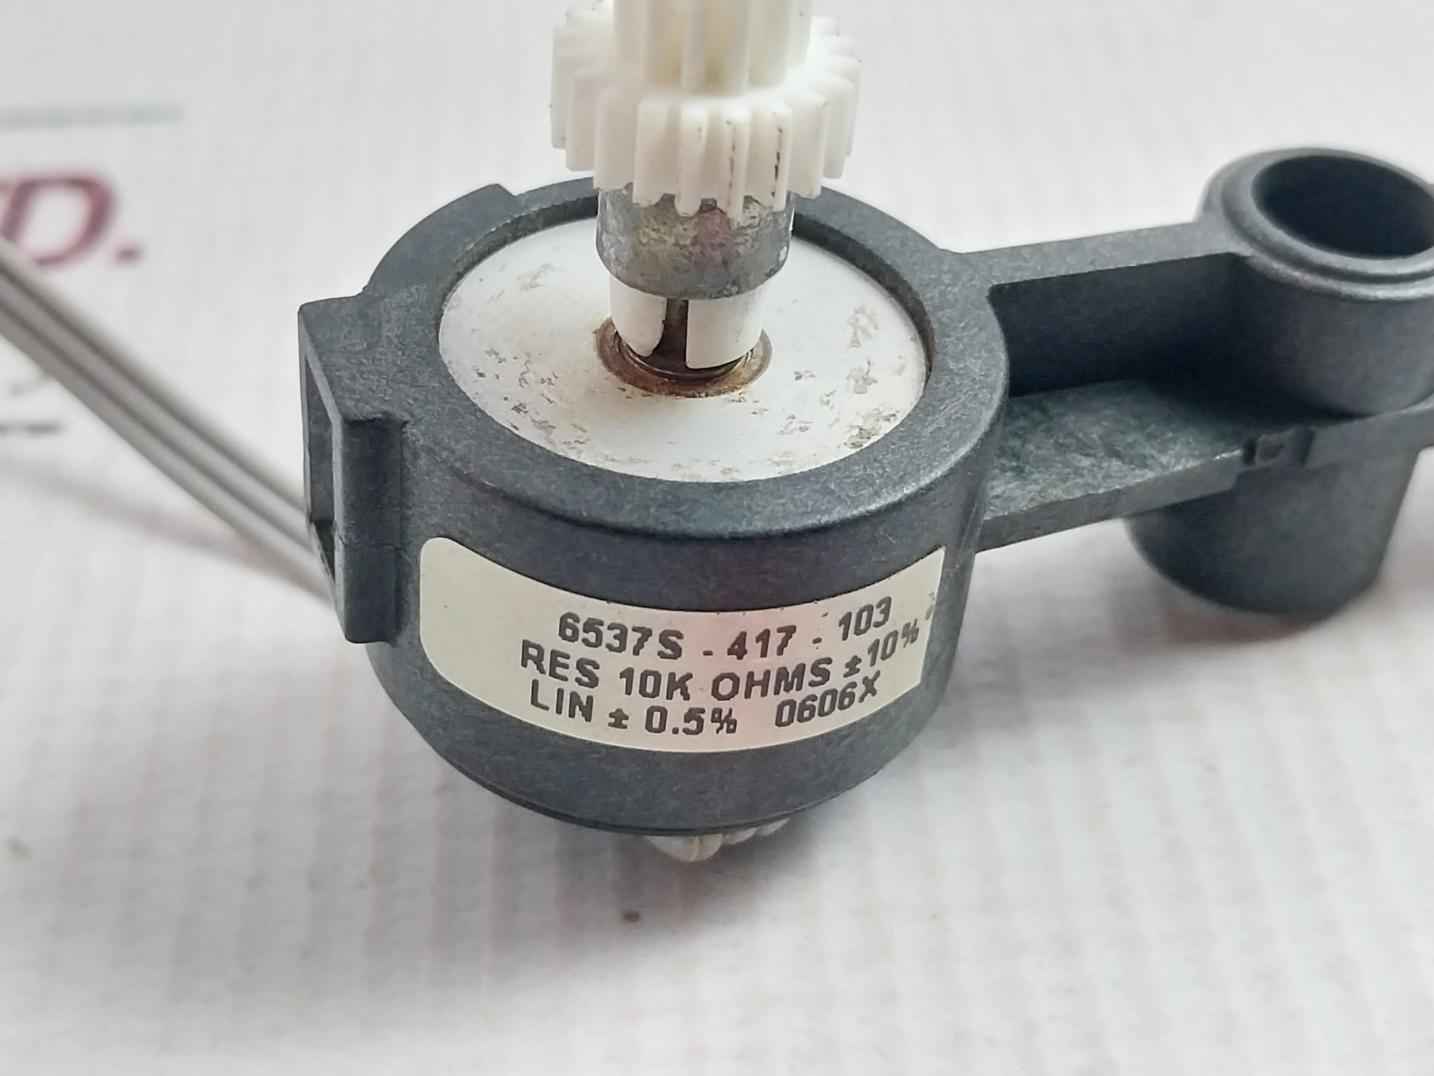 D.
6537S - 417 - 103
RES 10K OHMS ±10%
LIN ± 0.5% 0606X